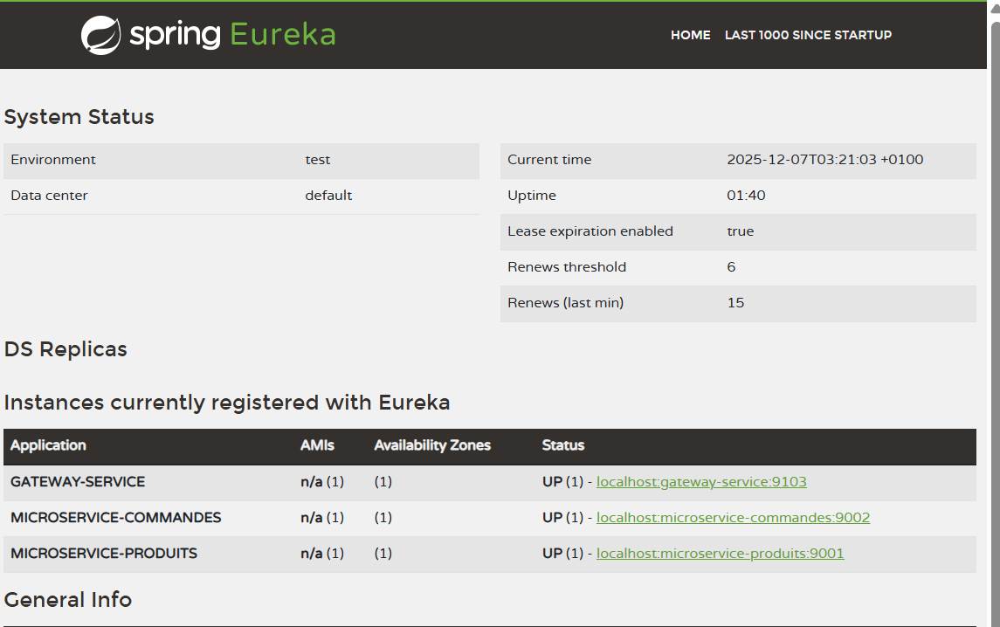 spring Eureka
HOME LAST 1000 SINCE STARTUP
System Status
Environment test
Data center default
Current time 2025-12-07T03:21:03 +0100
Uptime 01:40
Lease expiration enabled true
Renews threshold 6
Renews (last min) 15
DS Replicas
Instances currently registered with Eureka
Application AMIs Availability Zones Status
GATEWAY-SERVICE n/a (1) (1) UP (1) - localhost:gateway-service:9103
MICROSERVICE-COMMANDES n/a (1) (1) UP (1) - localhost:microservice-commandes:9002
MICROSERVICE-PRODUITS n/a (1) (1) UP (1) - localhost:microservice-produits:9001
General Info